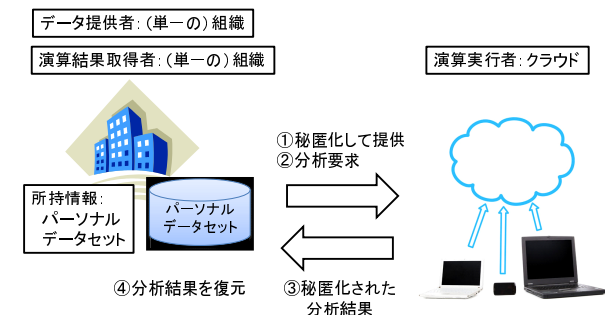 データ提供者:(単一の)組織
演算結果取得者:(単一の)組織
演算実行者:クラウド
①秘匿化して提供
②分析要求
所持情報:
パーソナル
データセット
パーソナル
データセット
④分析結果を復元
③秘匿化された
分析結果